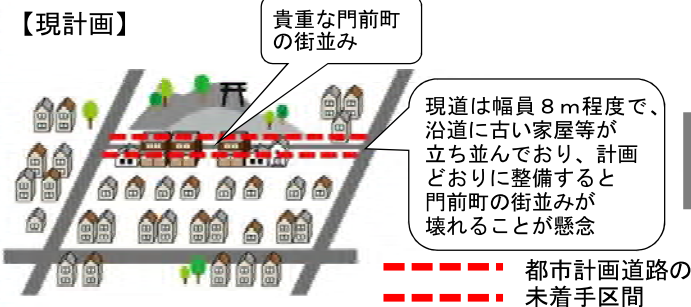 【現計画】
貴重な門前町
の街並み
現道は幅員８ｍ程度で、
沿道に古い家屋等が
立ち並んでおり、計画
どおりに整備すると
門前町の街並みが
壊れることが懸念
都市計画道路の
未着手区間